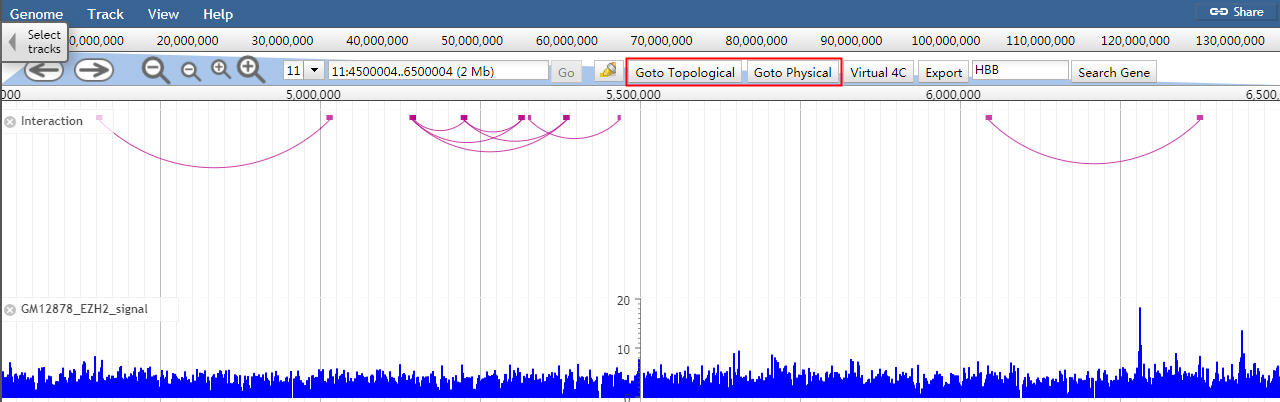 Genome Track View Help Share
Select
tracks
0,000,000 20,000,000 30,000,000 40,000,000 50,000,000 60,000,000 70,000,000 80,000,000 90,000,000 100,000,000 110,000,000 120,000,000 130,000,000
11 11:4500004..6500004 (2 Mb) Go Goto Topological Goto Physical Virtual 4C Export HBB Search Gene
000 5,000,000 5,500,000 6,000,000 6,500,0
Interaction
20
GM12878_EZH2_signal
10
0